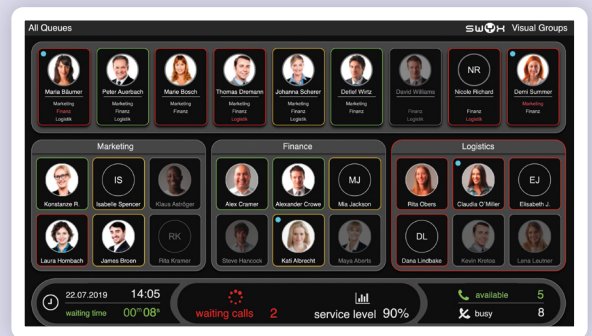 All Queues
SWYX Visual Groups
Maria Bäumer
Marketing
Finanz
Logistik
Peter Auerbach
Marketing
Finanz
Logistik
Marie Bosch
Marketing
Finanz
Logistik
Thomas Dremann
Marketing
Finanz
Logistik
Johanna Scherer
Marketing
Finanz
Logistik
Detlef Wirtz
Marketing
Finanz
David Williams
Finanz
Logistik
NR
Nicole Richard
Finanz
Logistik
Demi Summer
Marketing
Finanz
Marketing
Konstanze R.
IS
Isabelle Spencer
Klaus Aströger
Laura Hombach
James Broen
RK
Rita Kramer
Finance
Alex Cramer
Alexander Crowe
MJ
Mia Jackson
Steve Hancock
Kati Albrecht
Maya Aberts
Logistics
Rita Obers
Claudia O'Miller
EJ
Elisabeth J.
DL
Dana Lindbake
Kevin Kretos
Lana Leutner
22.07.2019 14:05
waiting time 00m 08s
waiting calls 2
service level 90%
available 5
busy 8